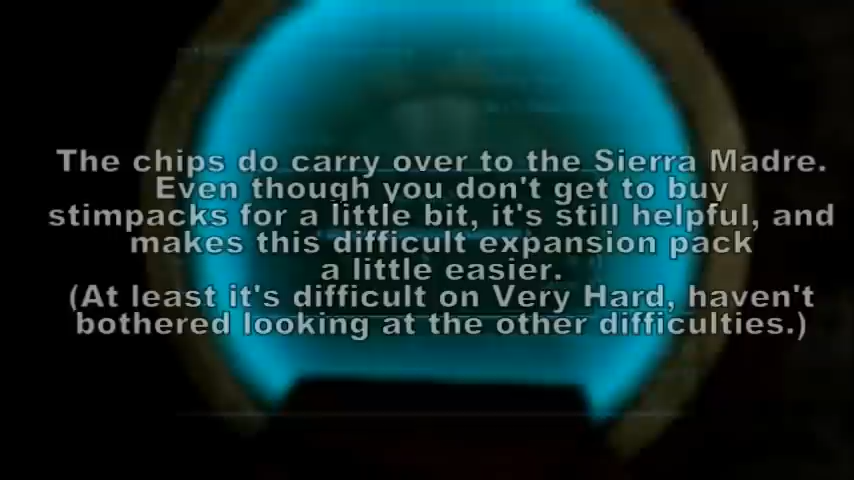 The chips do carry over to the Sierra Madre.
Even though you don't get to buy
stimpacks for a little bit, it's still helpful, and
makes this difficult expansion pack
a little easier.
(At least it's difficult on Very Hard, haven't
bothered looking at the other difficulties.)